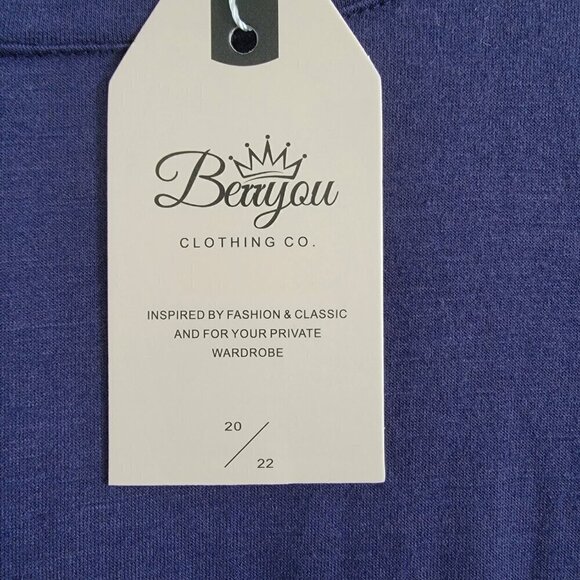 Berryou
CLOTHING CO.
INSPIRED BY FASHION & CLASSIC
AND FOR YOUR PRIVATE
WARDROBE
20
22